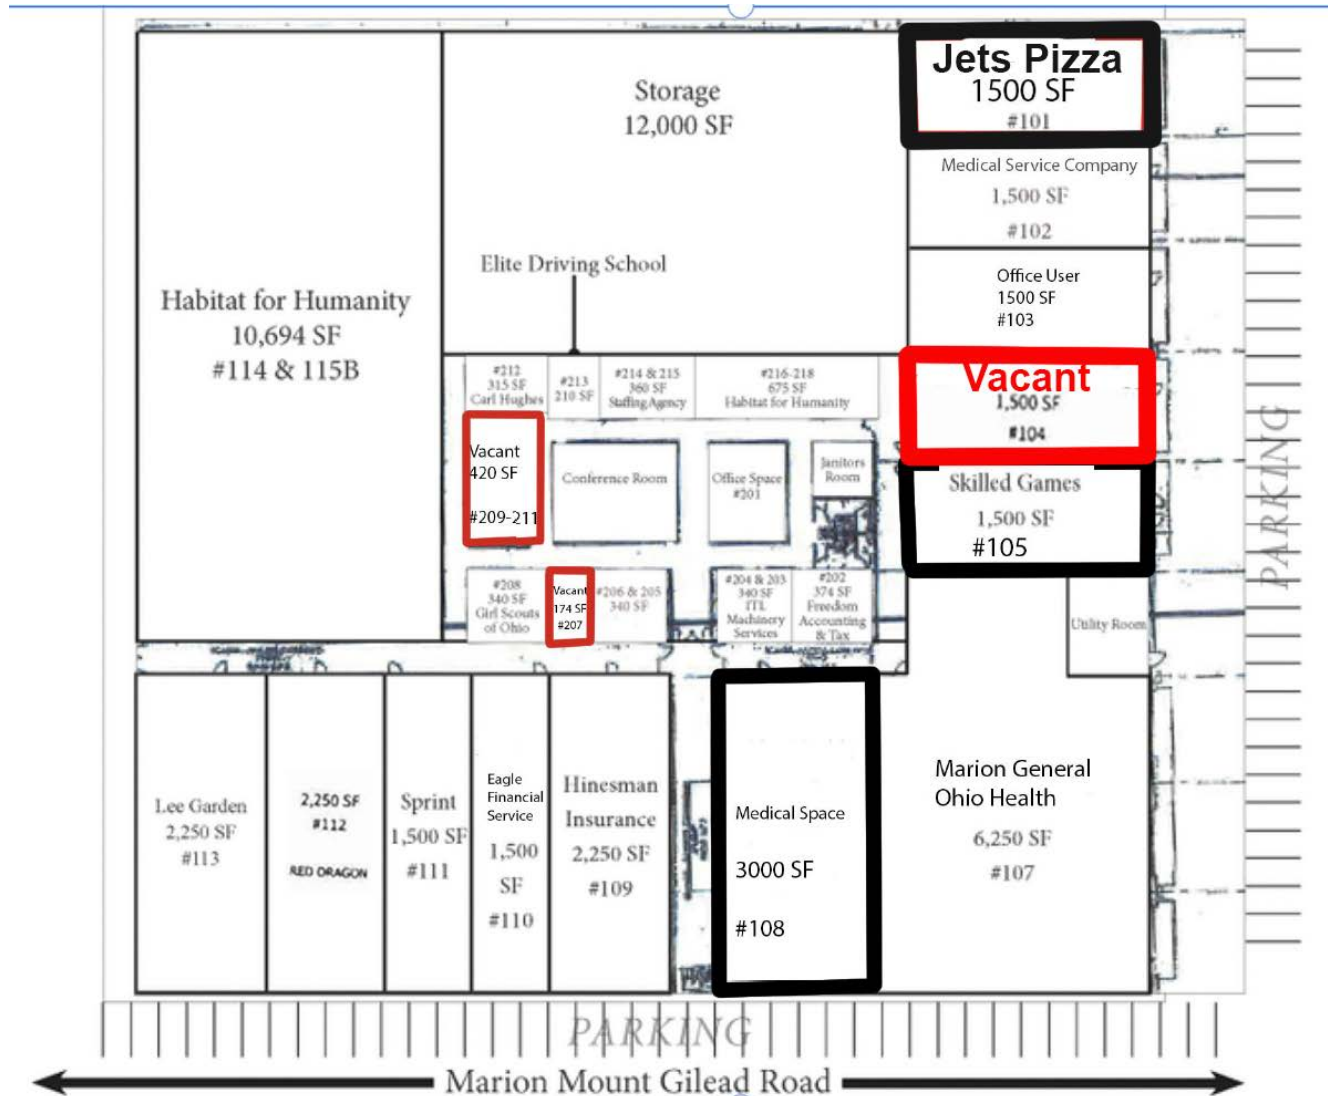 Jets Pizza
1500 SF
#101
Storage
12,000 SF
Medical Service Company
1,500 SF
#102
Elite Driving School
Office User
1500 SF
#103
Habitat for Humanity
10,694 SF
#114 & 115B
Vacant
1,500 SF
#104
#212
315 SF
Carl Hughes
#213
210 SF
#214 & 215
360 SF
Staffing Agency
#216-218
675 SF
Habitat for Humanity
Vacant
420 SF
#209-211
Conference Room
Office Space
#201
Janitors
Room
Skilled Games
1,500 SF
#105
#208
340 SF
Girl Scouts
of Ohio
Vacant
174 SF
#207
#206 & 205
340 SF
#204 & 203
340 SF
ITL
Machinery
Services
#202
374 SF
Freedom
Accounting
& Tax
Utility Room
PARKING
Lee Garden
2,250 SF
#113
2,250 SF
#112
RED DRAGON
Sprint
1,500 SF
#111
Eagle
Financial
Service
1,500
SF
#110
Hinesman
Insurance
2,250 SF
#109
Medical Space
3000 SF
#108
Marion General
Ohio Health
6,250 SF
#107
PARKING
Marion Mount Gilead Road